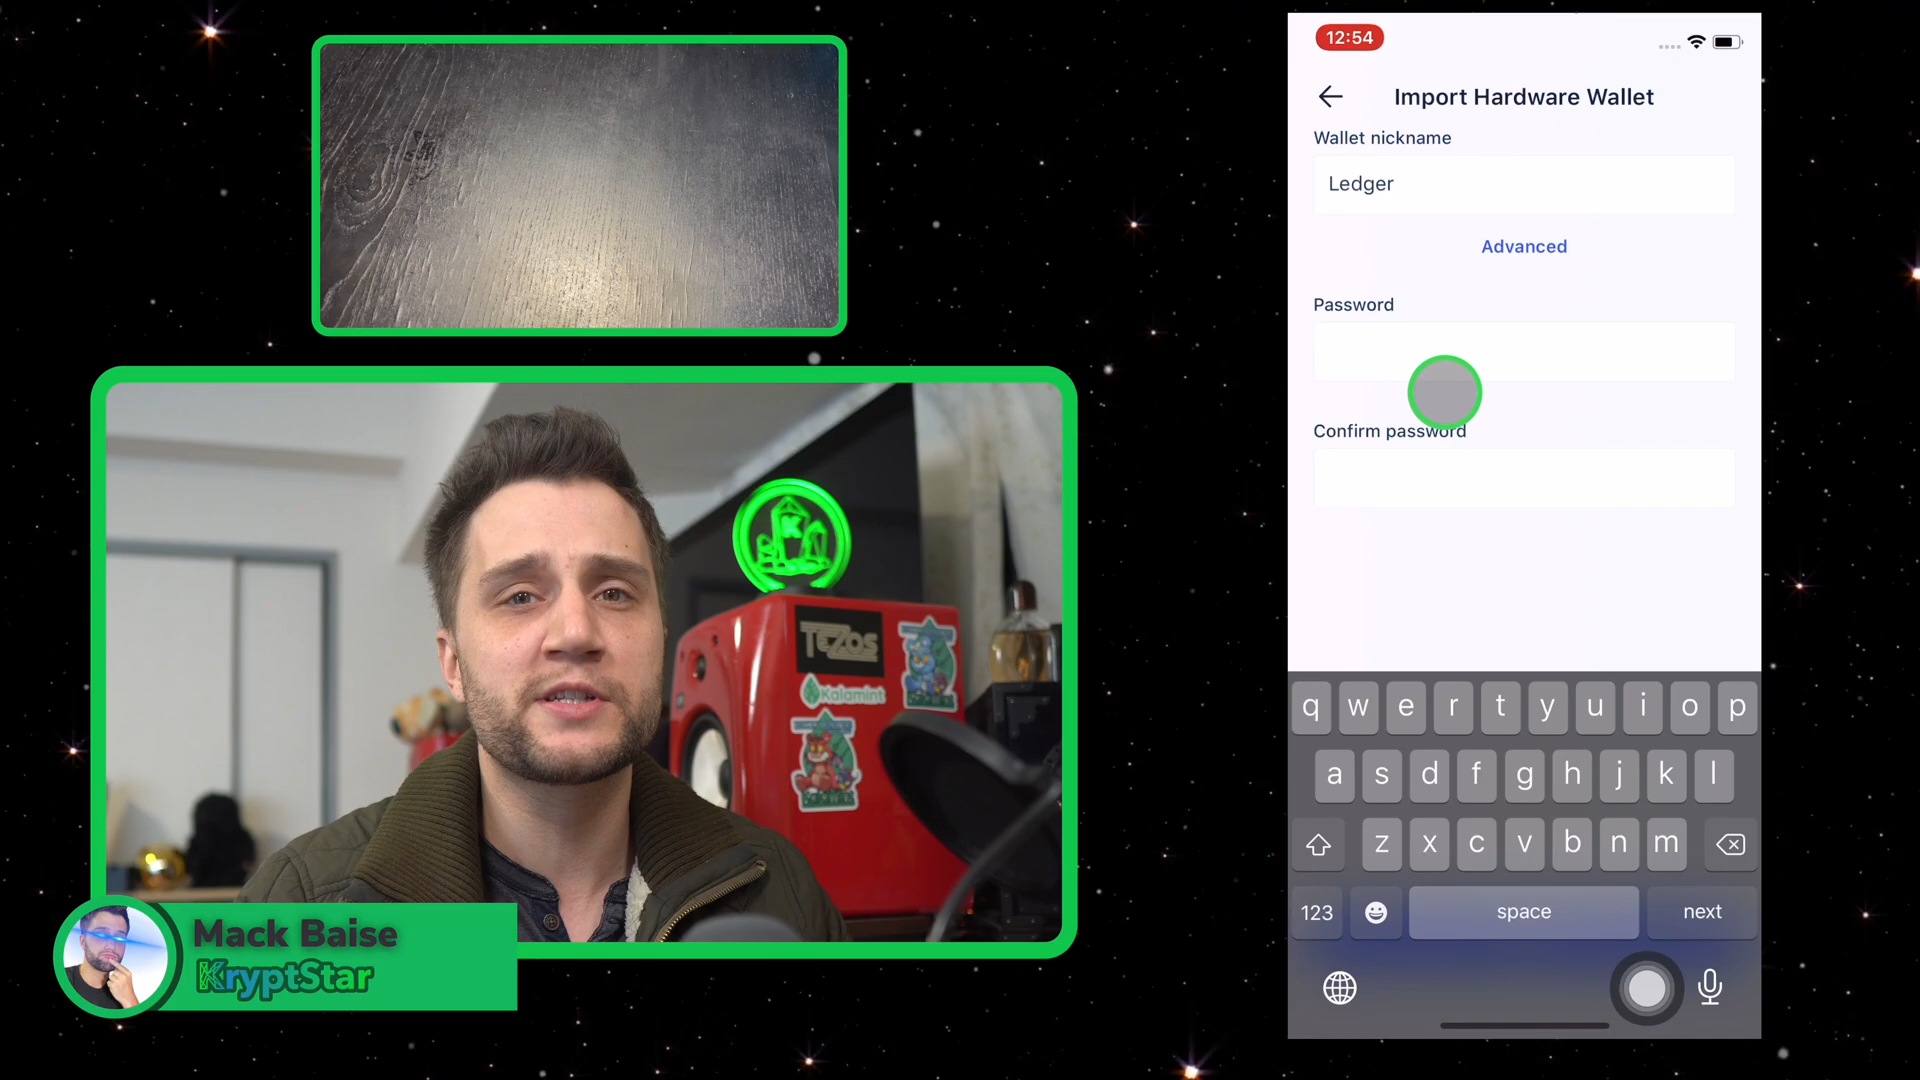 12:54
Import Hardware Wallet
Wallet nickname
Ledger
Advanced
Password
Confirm password
q w e r t y u i o p
a s d f g h j k l
z x c v b n m
123 space next
TEZOS
Kalamint
Mack Baise
KryptStar